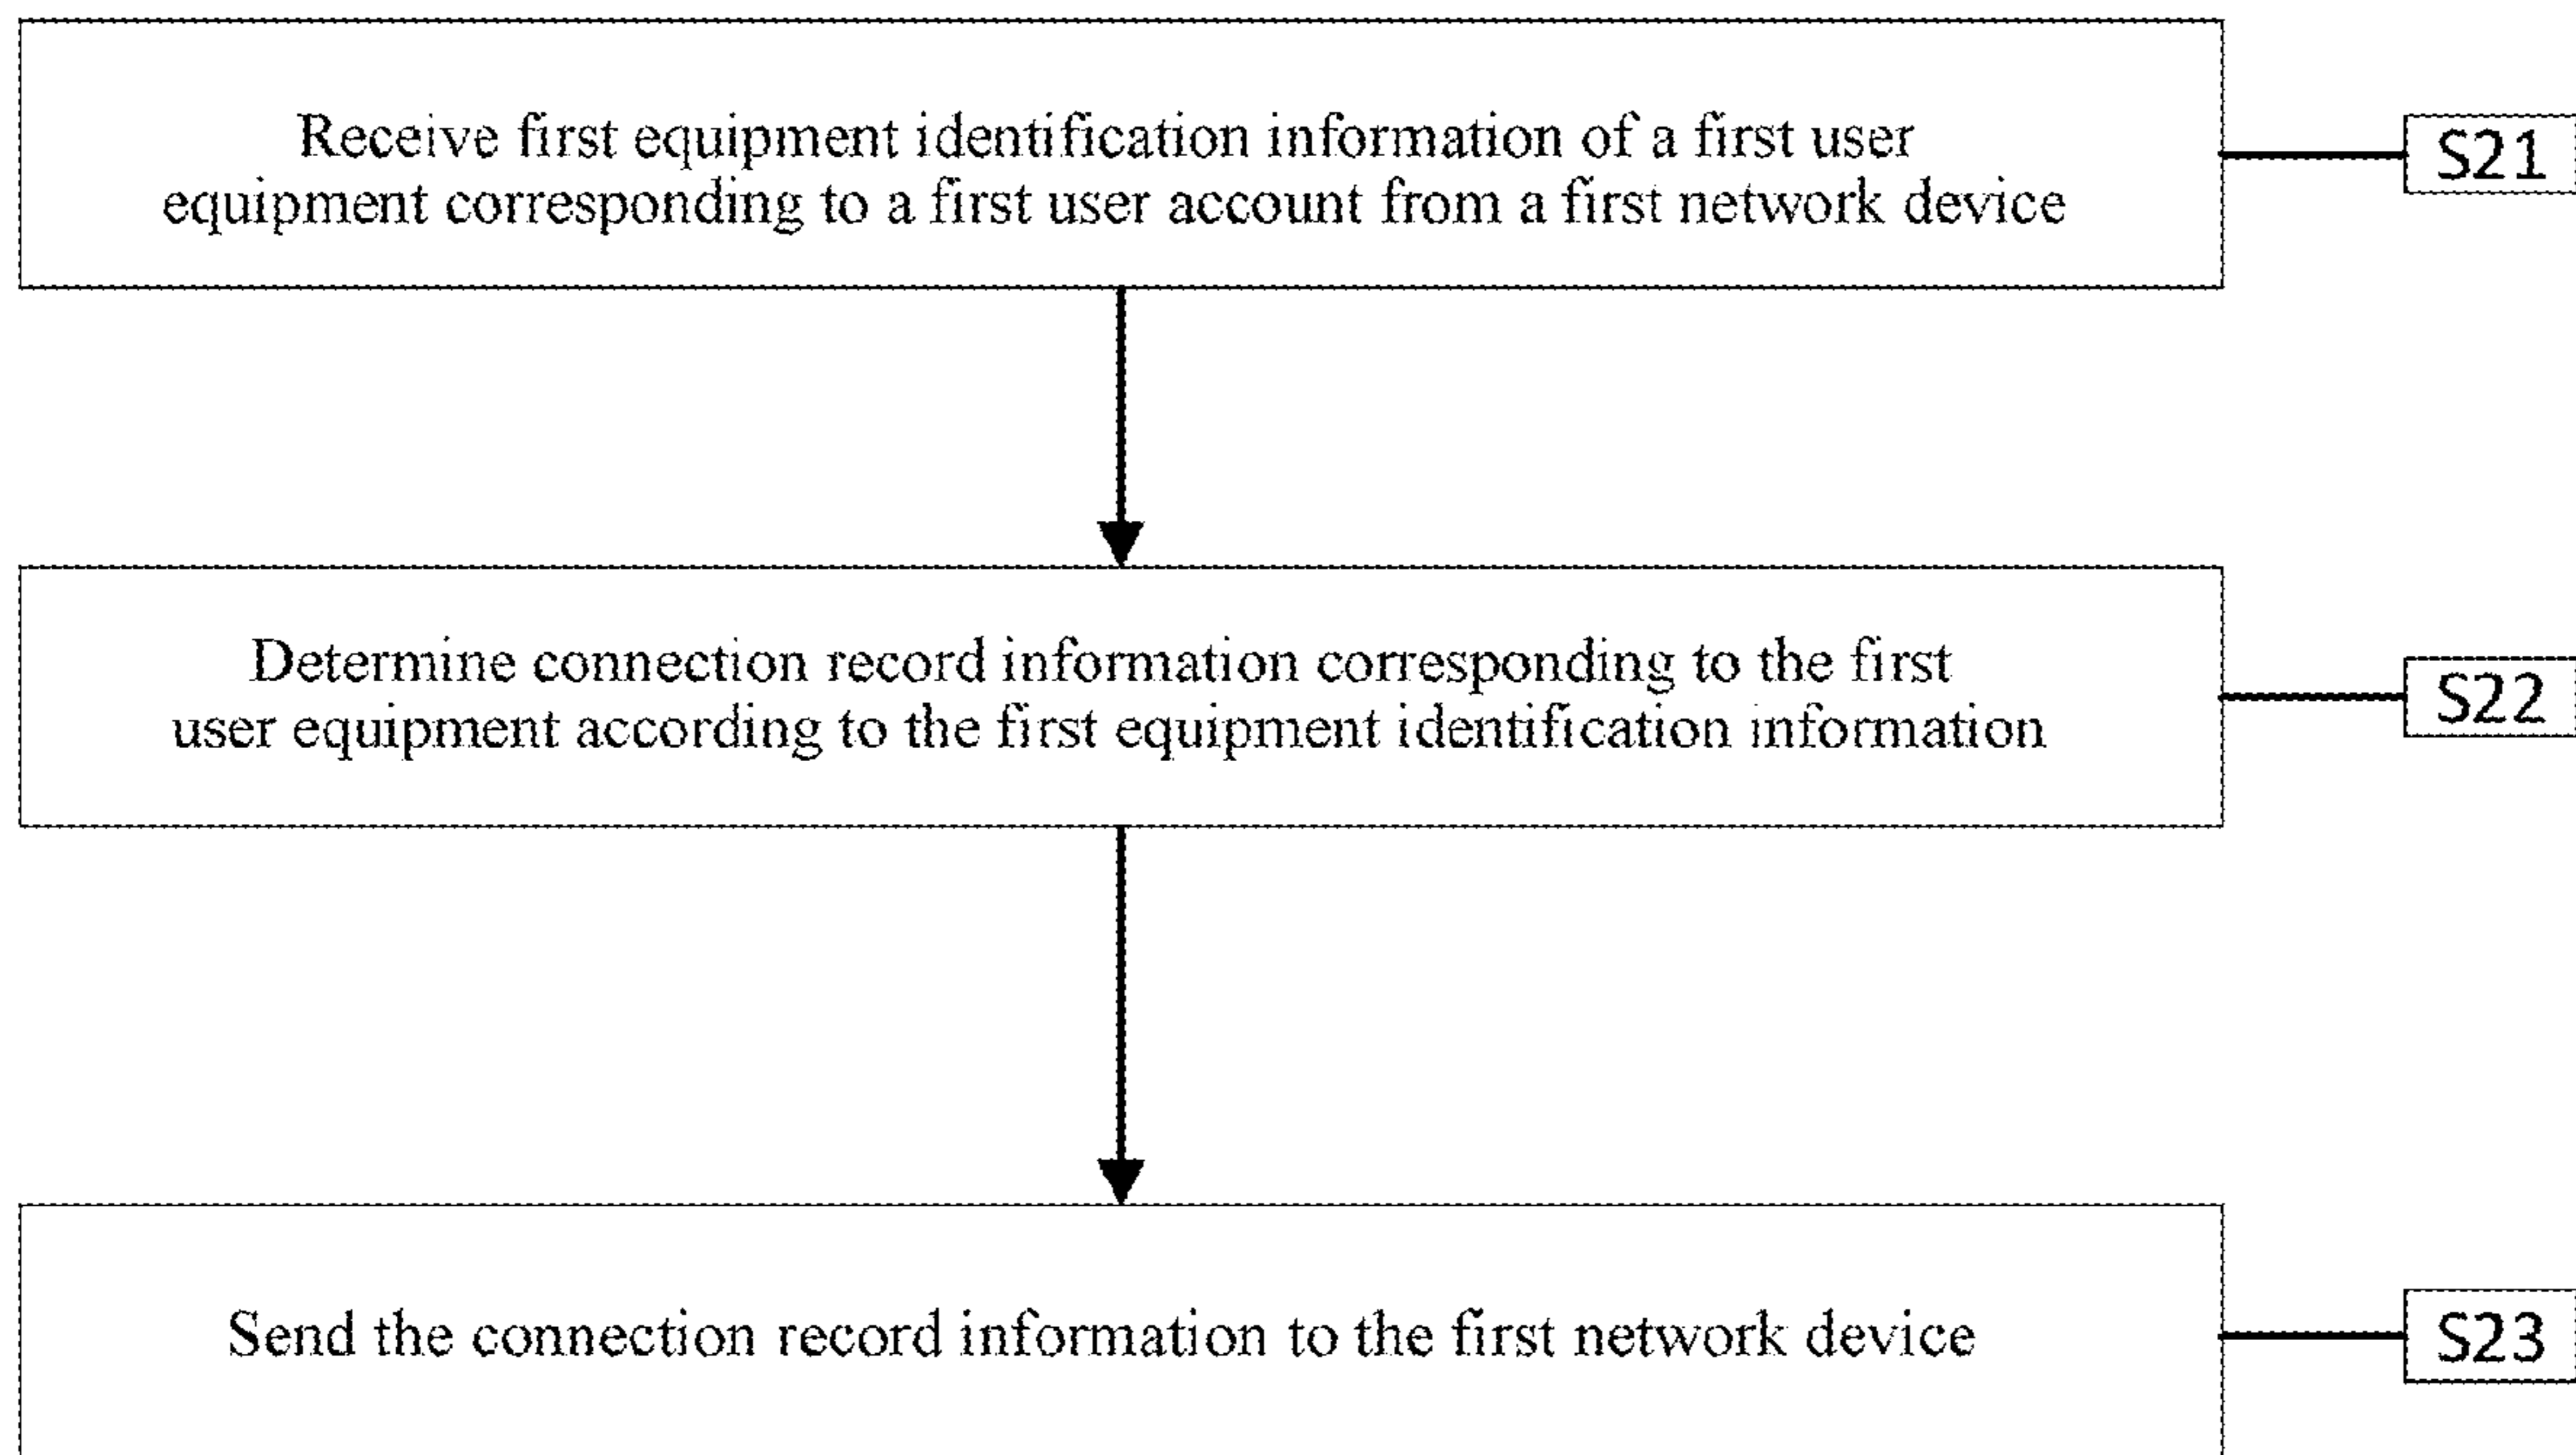 Receive first equipment identification information of a first user
equipment corresponding to a first user account from a first network device
S21
Determine connection record information corresponding to the first
user equipment according to the first equipment identification information
S22
Send the connection record information to the first network device
S23